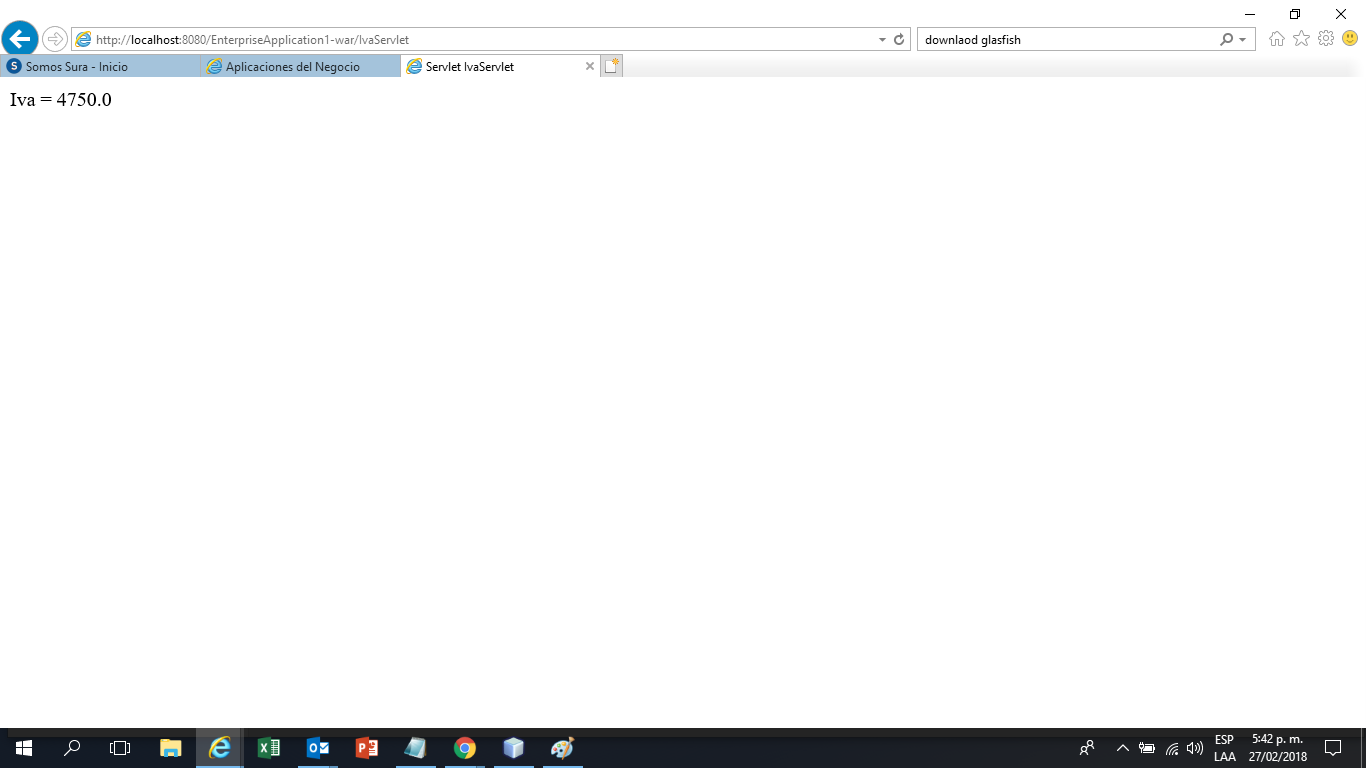 http://localhost:8080/EnterpriseApplication1-war/IvaServlet
downlaod glasfish
S Somos Sura - Inicio
Aplicaciones del Negocio
Servlet IvaServlet
Iva = 4750.0
ESP
LAA
5:42 p. m.
27/02/2018